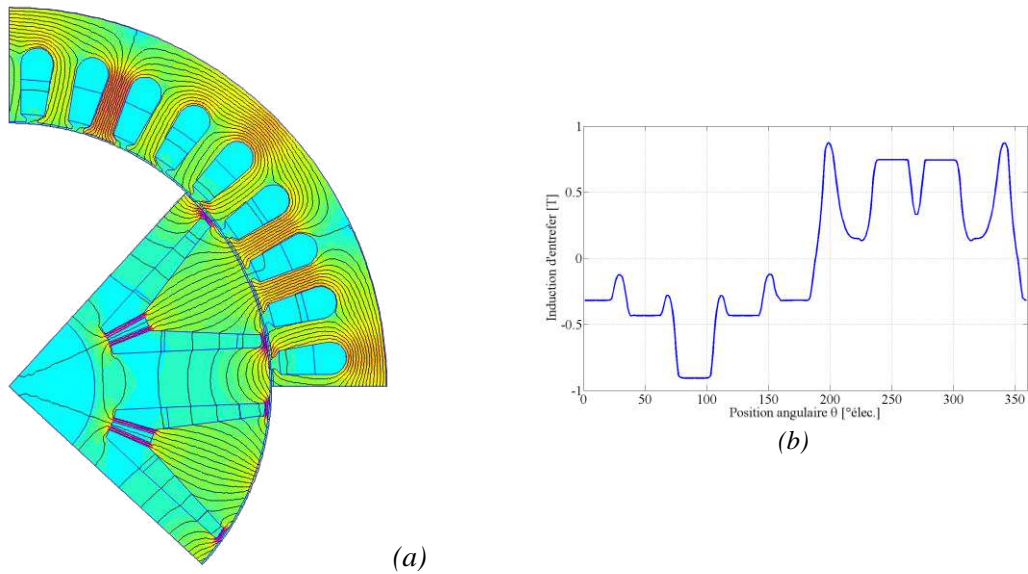 1
0.5
0
-0.5
-1
Induction d'entrefer [T]
0 50 100 150 200 250 300 350
Position angulaire θ [°élec.]
(b)
(a)